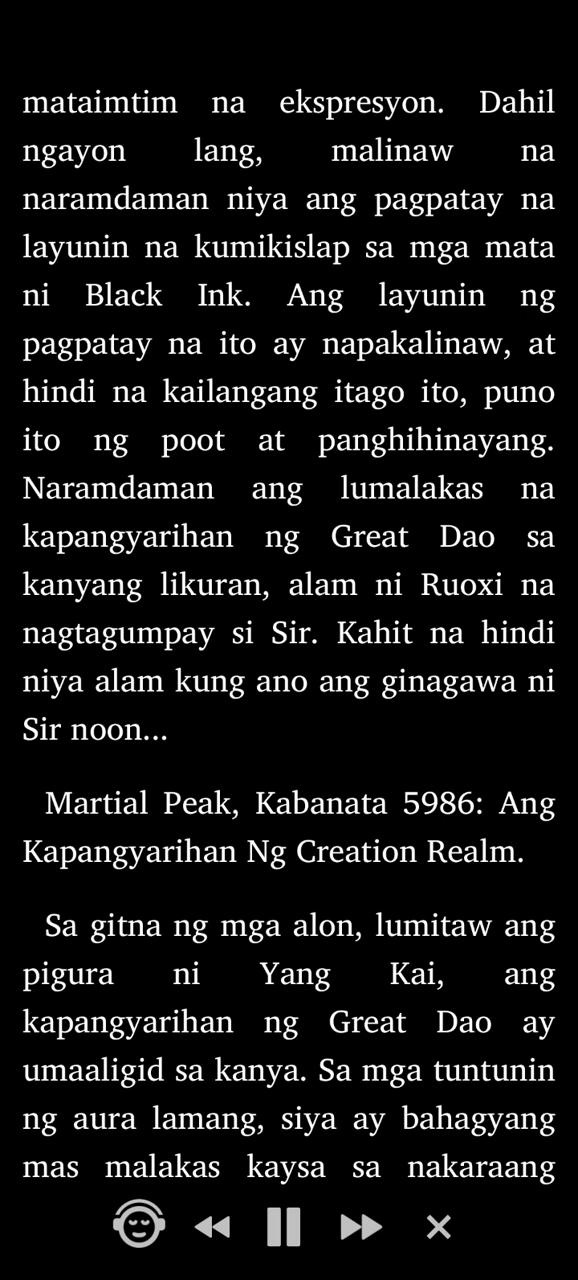 mataimtim na ekspresyon. Dahil
ngayon lang, malinaw na
naramdaman niya ang pagpatay na
layunin na kumikislap sa mga mata
ni Black Ink. Ang layunin ng
pagpatay na ito ay napakalinaw, at
hindi na kailangang itago ito, puno
ito ng poot at panghihinayang.
Naramdaman ang lumalakas na
kapangyarihan ng Great Dao sa
kanyang likuran, alam ni Ruoxi na
nagtagumpay si Sir. Kahit na hindi
niya alam kung ano ang ginagawa ni
Sir noon...
Martial Peak, Kabanata 5986: Ang
Kapangyarihan Ng Creation Realm.
Sa gitna ng mga alon, lumitaw ang
pigura ni Yang Kai, ang
kapangyarihan ng Great Dao ay
umaaligid sa kanya. Sa mga tuntunin
ng aura lamang, siya ay bahagyang
mas malakas kaysa sa nakaraang